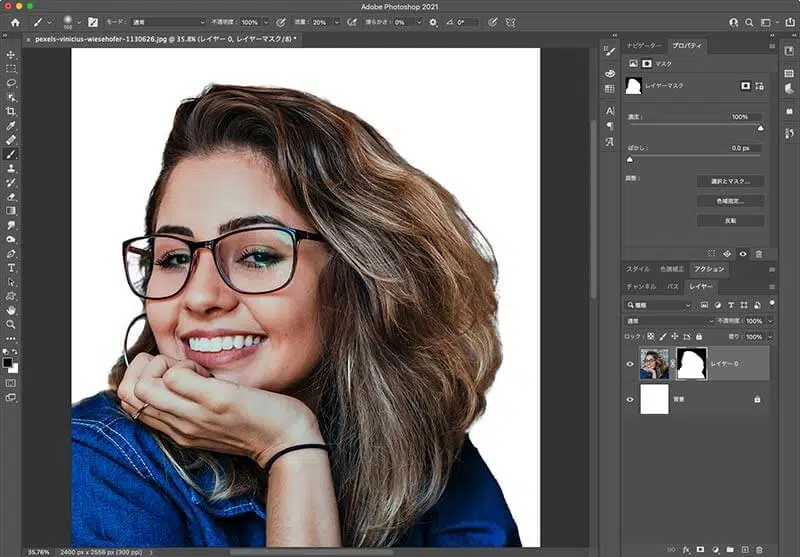 Adobe Photoshop 2021
160 モード: 通常 不透明度: 100% 流量: 20% 滑らかさ: 0% 0°
pexels-vinicius-wiesehofer-1130626.jpg @ 35.8% (レイヤー 0, レイヤーマスク/8) *
ナビゲーター プロパティ
マスク
レイヤーマスク
濃度: 100%
ぼかし: 0.0 px
調整: 選択とマスク...
色域指定...
反転
スタイル 色調補正 アクション
チャンネル パス レイヤー
種類
通常 不透明度: 100%
ロック: 塗り: 100%
レイヤー 0
背景
35.76% 2400 px x 2556 px (300 ppi)